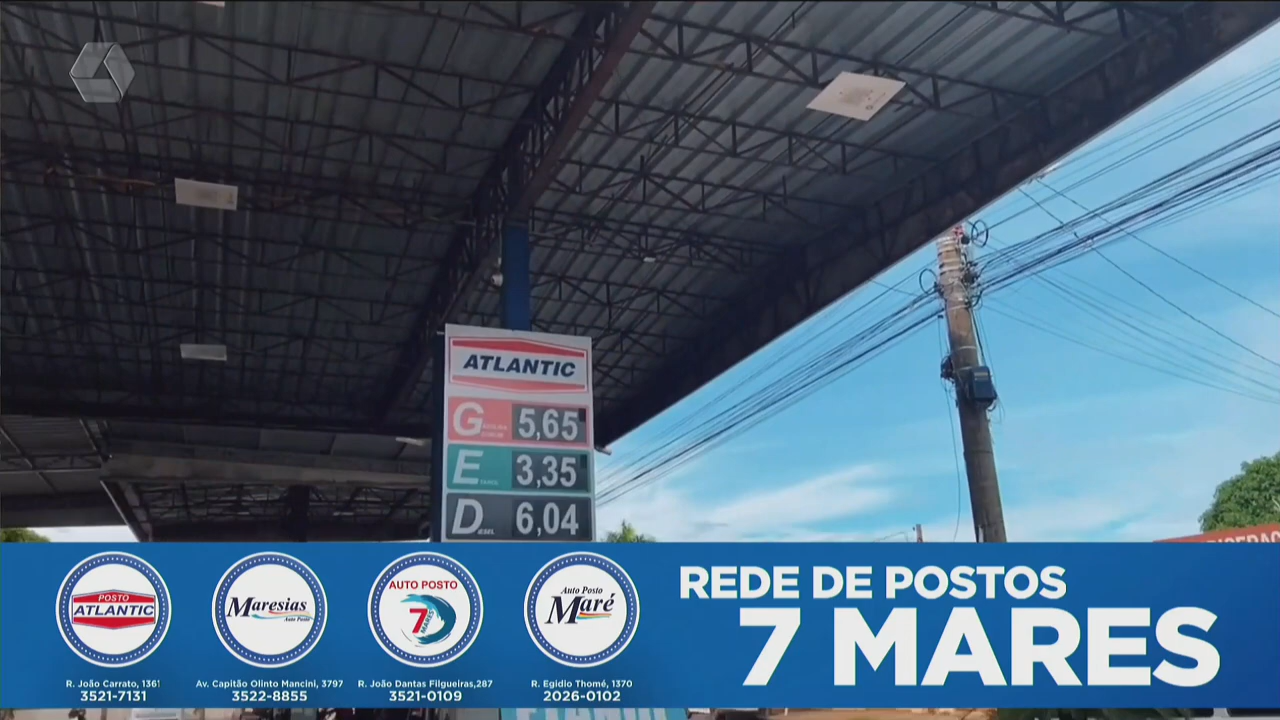 ATLANTIC
G 5,65
E 3,35
D 6,04
DIESEL
REDE DE POSTOS
7 MARES
POSTO
ATLANTIC
R. João Carrato, 1361
3521-7131
Maresias
Auto Posto
Av. Capitão Olinto Mancini, 3797
3522-8855
AUTO POSTO
7
MARES
R. João Dantas Filgueiras,287
3521-0109
Auto Posto
Maré
R. Egidio Thomé, 1370
2026-0102